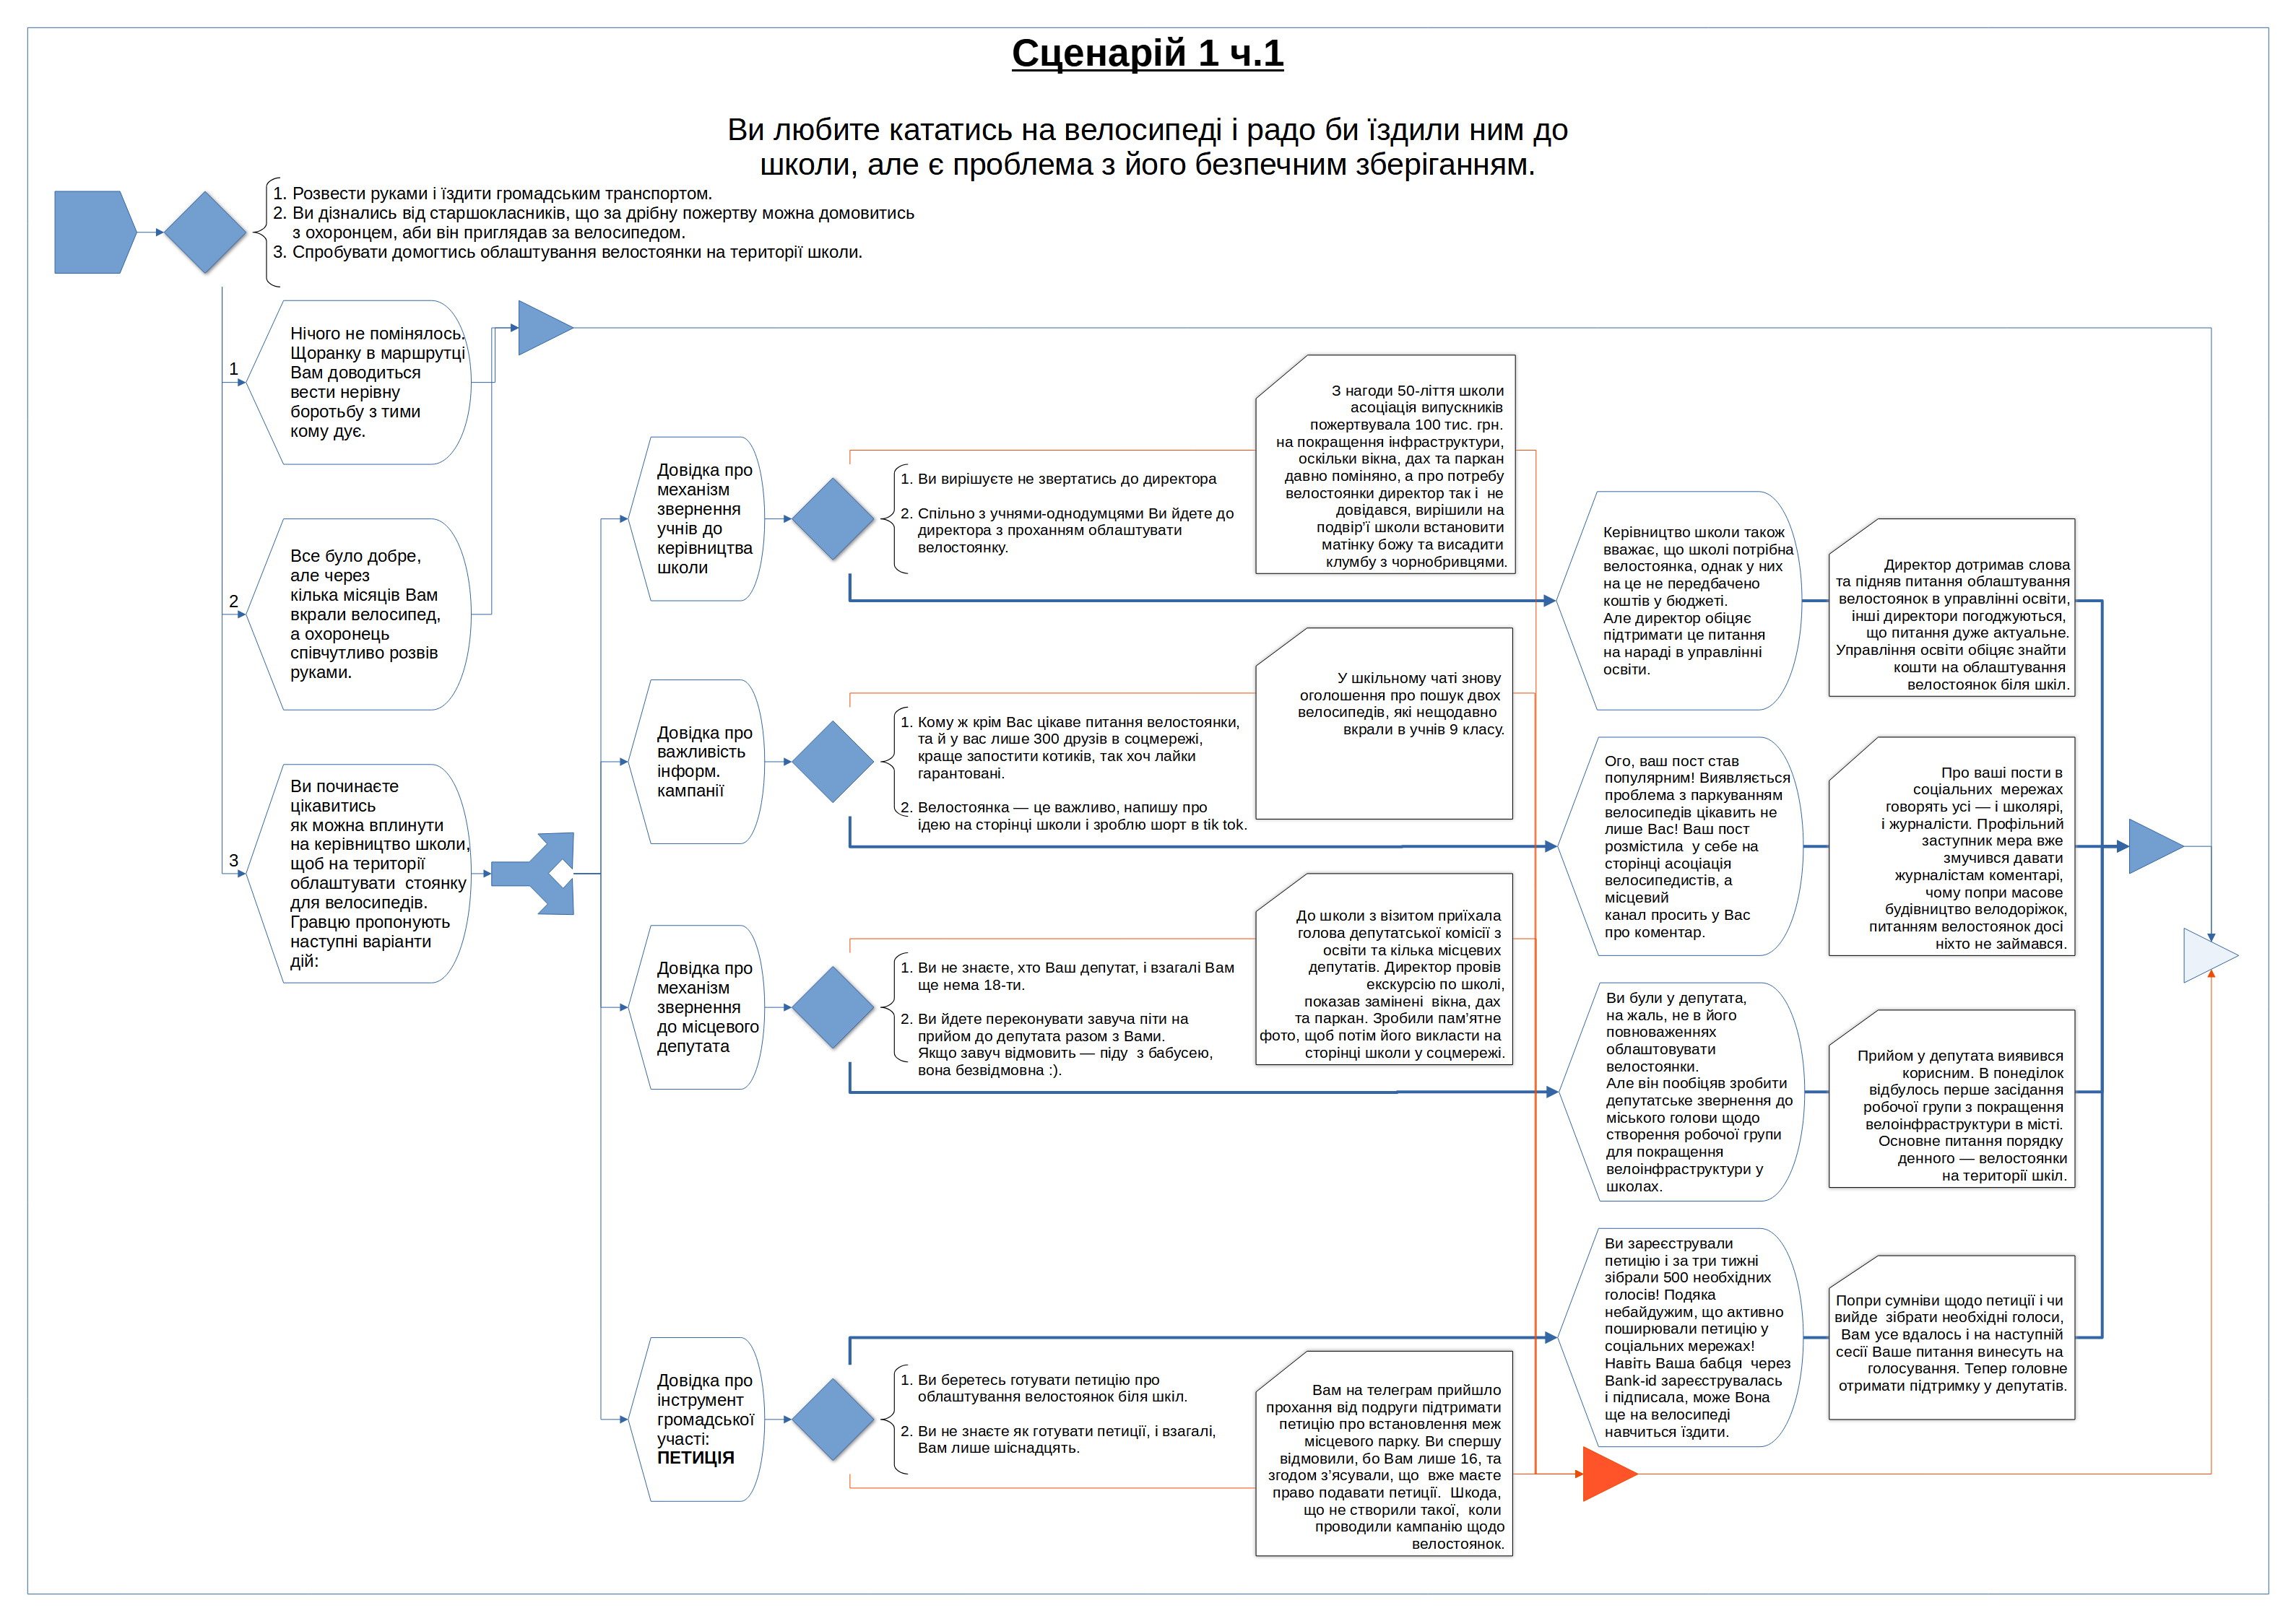 Сценарій 1 ч.1
Ви любите кататись на велосипеді і радо би їздили ним до
школи, але є проблема з його безпечним зберіганням.
1. Розвести руками і їздити громадським транспортом.
2. Ви дізнались від старшокласників, що за дрібну пожертву можна домовитись
з охоронцем, аби він приглядав за велосипедом.
3. Спробувати домогтись облаштування велостоянки на території школи.
1
Нічого не помінялось.
Щоранку в маршрутці
Вам доводиться
вести нерівну
боротьбу з тими
кому дує.
2
Все було добре,
але через
кілька місяців Вам
вкрали велосипед,
а охоронець
співчутливо розвів
руками.
3
Ви починаєте
цікавитись
як можна вплинути
на керівництво школи,
щоб на території
облаштувати стоянку
для велосипедів.
Гравцю пропонують
наступні варіанти
дій:
Довідка про
механізм
звернення
учнів до
керівництва
школи
1. Ви вирішуєте не звертатись до директора
2. Спільно з учнями-однодумцями Ви йдете до
директора з проханням облаштувати
велостоянку.
З нагоди 50-ліття школи
асоціація випускників
пожертвувала 100 тис. грн.
на покращення інфраструктури,
оскільки вікна, дах та паркан
давно поміняно, а про потребу
велостоянки директор так і не
довідався, вирішили на
подвір’ї школи встановити
матінку божу та висадити
клумбу з чорнобривцями.
Керівництво школи також
вважає, що школі потрібна
велостоянка, однак у них
на це не передбачено
коштів у бюджеті.
Але директор обіцяє
підтримати це питання
на нараді в управлінні
освіти.
Директор дотримав слова
та підняв питання облаштування
велостоянок в управлінні освіти,
інші директори погоджуються,
що питання дуже актуальне.
Управління освіти обіцяє знайти
кошти на облаштування
велостоянок біля шкіл.
Довідка про
важливість
інформ.
кампанії
1. Кому ж крім Вас цікаве питання велостоянки,
та й у вас лише 300 друзів в соцмережі,
краще запостити котиків, так хоч лайки
гарантовані.
2. Велостоянка — це важливо, напишу про
ідею на сторінці школи і зроблю шорт в tik tok.
У шкільному чаті знову
оголошення про пошук двох
велосипедів, які нещодавно
вкрали в учнів 9 класу.
Ого, ваш пост став
популярним! Виявляється
проблема з паркуванням
велосипедів цікавить не
лише Вас! Ваш пост
розмістила у себе на
сторінці асоціація
велосипедистів, а
місцевий
канал просить у Вас
про коментар.
Про ваші пости в
соціальних мережах
говорять усі — і школярі,
і журналісти. Профільний
заступник мера вже
змучився давати
журналістам коментарі,
чому попри масове
будівництво велодоріжок,
питанням велостоянок досі
ніхто не займався.
Довідка про
механізм
звернення
до місцевого
депутата
1. Ви не знаєте, хто Ваш депутат, і взагалі Вам
ще нема 18-ти.
2. Ви йдете переконувати завуча піти на
прийом до депутата разом з Вами.
Якщо завуч відмовить — піду з бабусею,
вона безвідмовна :).
До школи з візитом приїхала
голова депутатської комісії з
освіти та кілька місцевих
депутатів. Директор провів
екскурсію по школі,
показав замінені вікна, дах
та паркан. Зробили пам’ятне
фото, щоб потім його викласти на
сторінці школи у соцмережі.
Ви були у депутата,
на жаль, не в його
повноваженнях
облаштовувати
велостоянки.
Але він пообіцяв зробити
депутатське звернення до
міського голови щодо
створення робочої групи
для покращення
велоінфраструктури у
школах.
Прийом у депутата виявився
корисним. В понеділок
відбулось перше засідання
робочої групи з покращення
велоінфраструктури в місті.
Основне питання порядку
денного — велостоянки
на території шкіл.
Довідка про
інструмент
громадської
участі:
ПЕТИЦІЯ
1. Ви беретесь готувати петицію про
облаштування велостоянок біля шкіл.
2. Ви не знаєте як готувати петиції, і взагалі,
Вам лише шіснадцять.
Вам на телеграм прийшло
прохання від подруги підтримати
петицію про встановлення меж
місцевого парку. Ви спершу
відмовили, бо Вам лише 16, та
згодом з’ясували, що вже маєте
право подавати петиції. Шкода,
що не створили такої, коли
проводили кампанію щодо
велостоянок.
Ви зареєстрували
петицію і за три тижні
зібрали 500 необхідних
голосів! Подяка
небайдужим, що активно
поширювали петицію у
соціальних мережах!
Навіть Ваша бабця через
Bank-id зареєструвалась
і підписала, може Вона
ще на велосипеді
навчиться їздити.
Попри сумніви щодо петиції і чи
вийде зібрати необхідні голоси,
Вам усе вдалось і на наступній
сесії Ваше питання винесуть на
голосування. Тепер головне
отримати підтримку у депутатів.